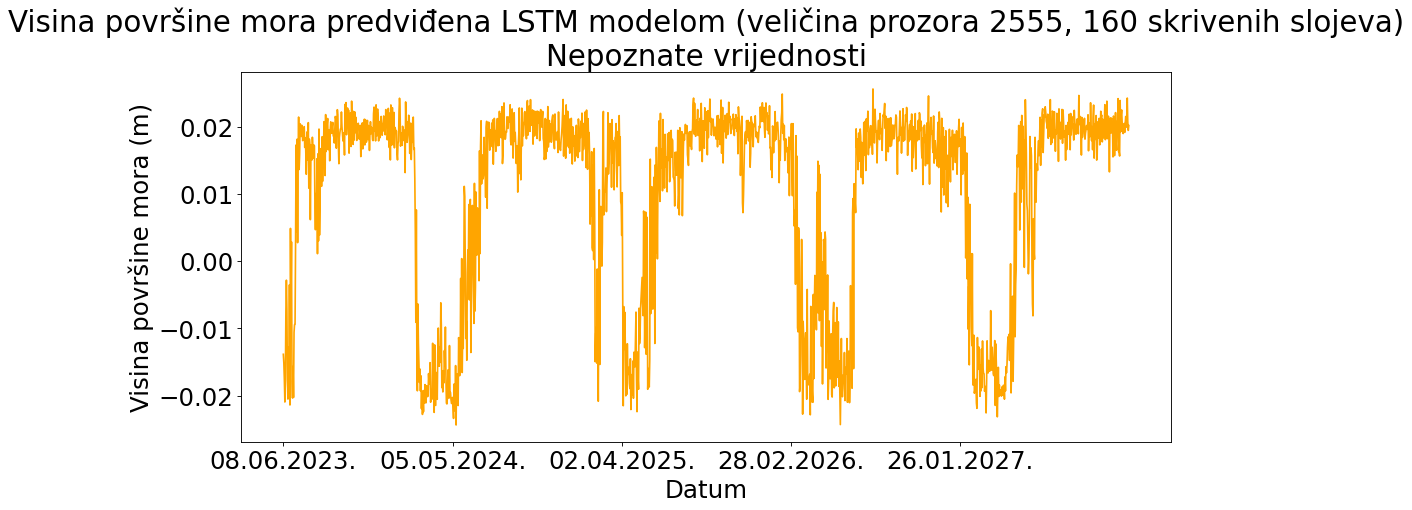 Visina površine mora predviđena LSTM modelom (veličina prozora 2555, 160 skrivenih slojeva)
Nepoznate vrijednosti
Visina površine mora (m)
0.02
0.01
0.00
−0.01
−0.02
08.06.2023. 05.05.2024. 02.04.2025. 28.02.2026. 26.01.2027.
Datum